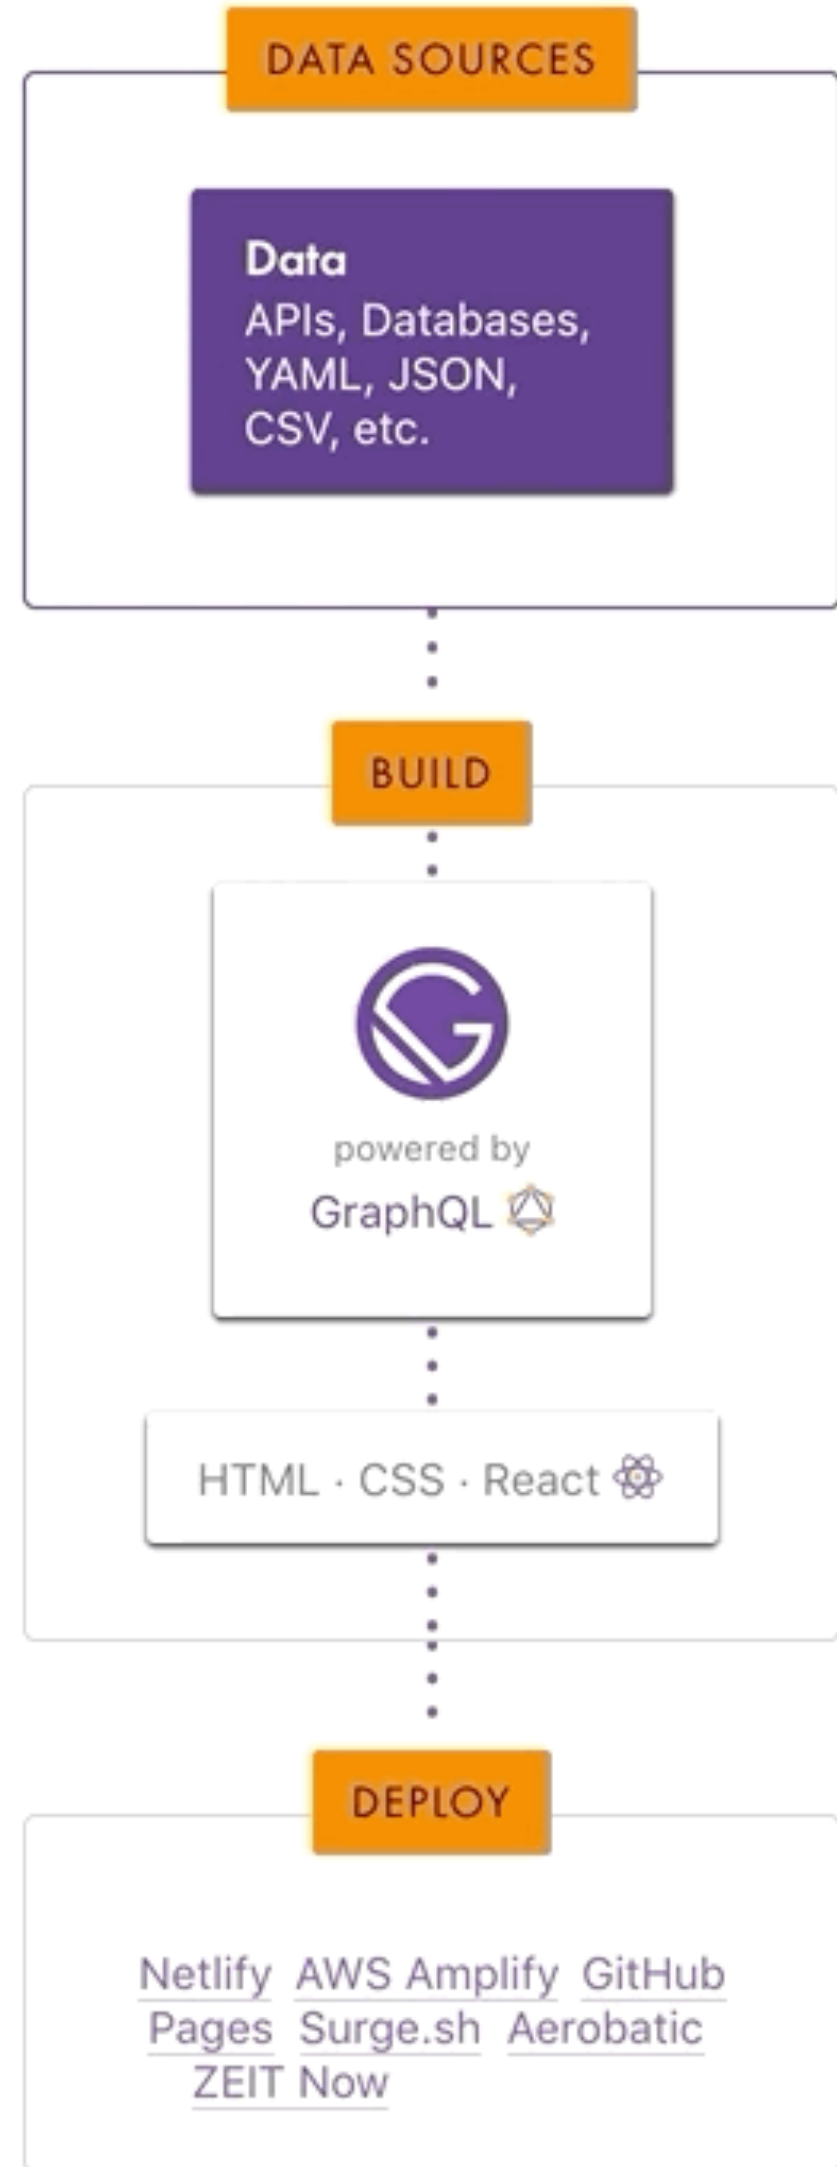 DATA SOURCES
Data
APIs, Databases,
YAML, JSON,
CSV, etc.
BUILD
powered by
GraphQL
HTML · CSS · React
DEPLOY
Netlify AWS Amplify GitHub
Pages Surge.sh Aerobatic
ZEIT Now